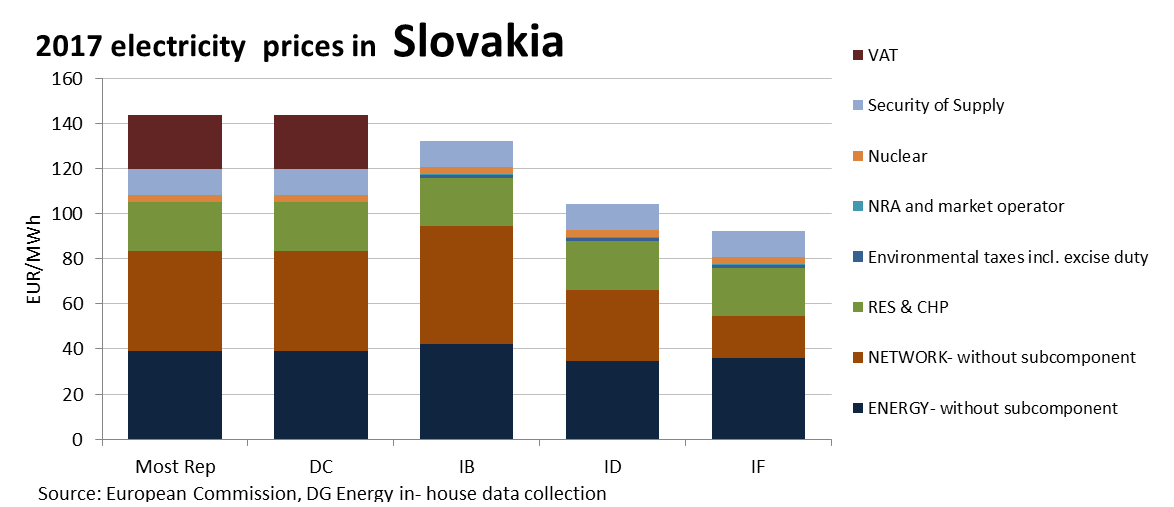 2017 electricity prices in Slovakia
160
140
120
100
80
60
40
20
0
EUR/MWh
Most Rep
DC
IB
ID
IF
VAT
Security of Supply
Nuclear
NRA and market operator
Environmental taxes incl. excise duty
RES & CHP
NETWORK- without subcomponent
ENERGY- without subcomponent
Source: European Commission, DG Energy in- house data collection